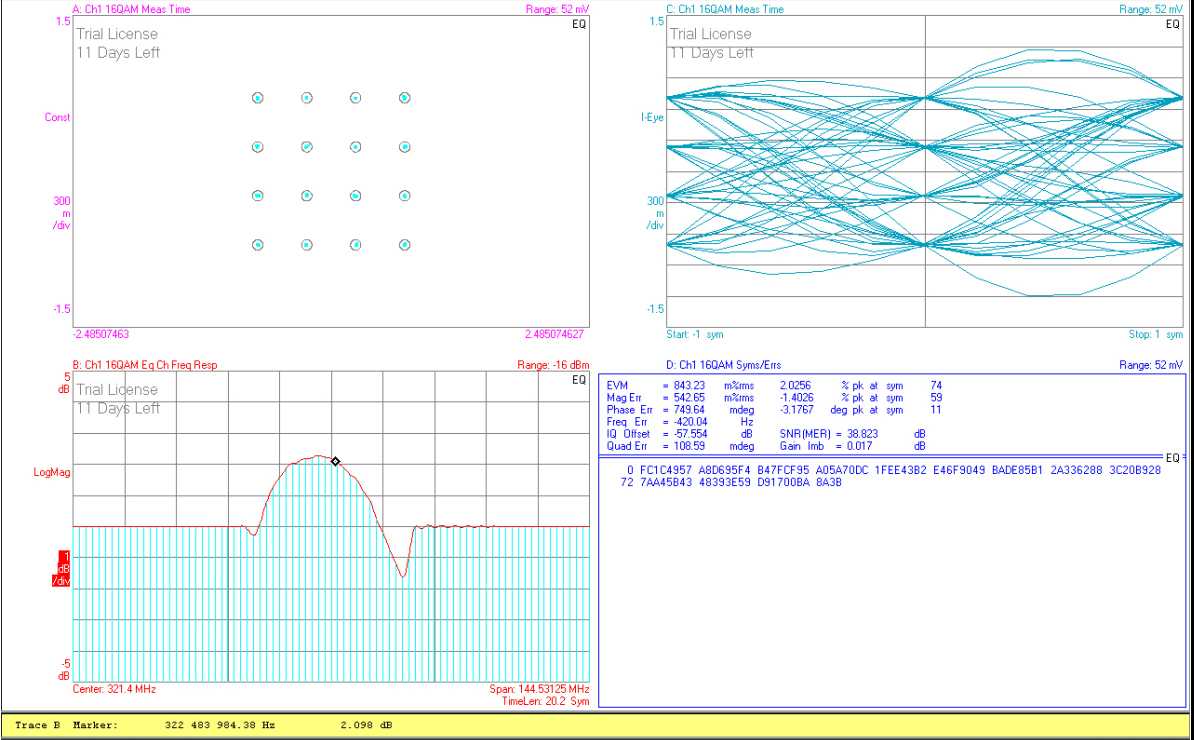 A: Ch1 16QAM Meas Time Range: 52 mV
1.5 EQ
Trial License
11 Days Left
Const
300
m
/div
-1.5
-2.48507463 2.485074627
C: Ch1 16QAM Meas Time Range: 52 mV
1.5 EQ
Trial License
11 Days Left
I-Eye
300
m
/div
-1.5
Start: -1 sym Stop: 1 sym
B: Ch1 16QAM Eq Ch Freq Resp Range: -16 dBm
5 EQ
dB
Trial License
11 Days Left
LogMag
1
dB
/div
-5
dB
Center: 321.4 MHz Span: 144.53125 MHz
TimeLen: 20.2 Sym
D: Ch1 16QAM Syms/Errs Range: 52 mV
EVM = 843.23 m%rms 2.0256 % pk at sym 74
Mag Err = 542.65 m%rms -1.4026 % pk at sym 59
Phase Err = 749.64 mdeg -3.1767 deg pk at sym 11
Freq Err = -420.04 Hz
IQ Offset = -57.554 dB SNR(MER) = 38.823 dB
Quad Err = 108.59 mdeg Gain Imb = 0.017 dB
EQ
0 FC1C4957 A8D695F4 B47FCF95 A05A70DC 1FEE43B2 E46F9049 BADE85B1 2A336288 3C20B928
72 7AA45B43 48393E59 D91700BA 8A3B
Trace B Marker: 322 483 984.38 Hz 2.098 dB